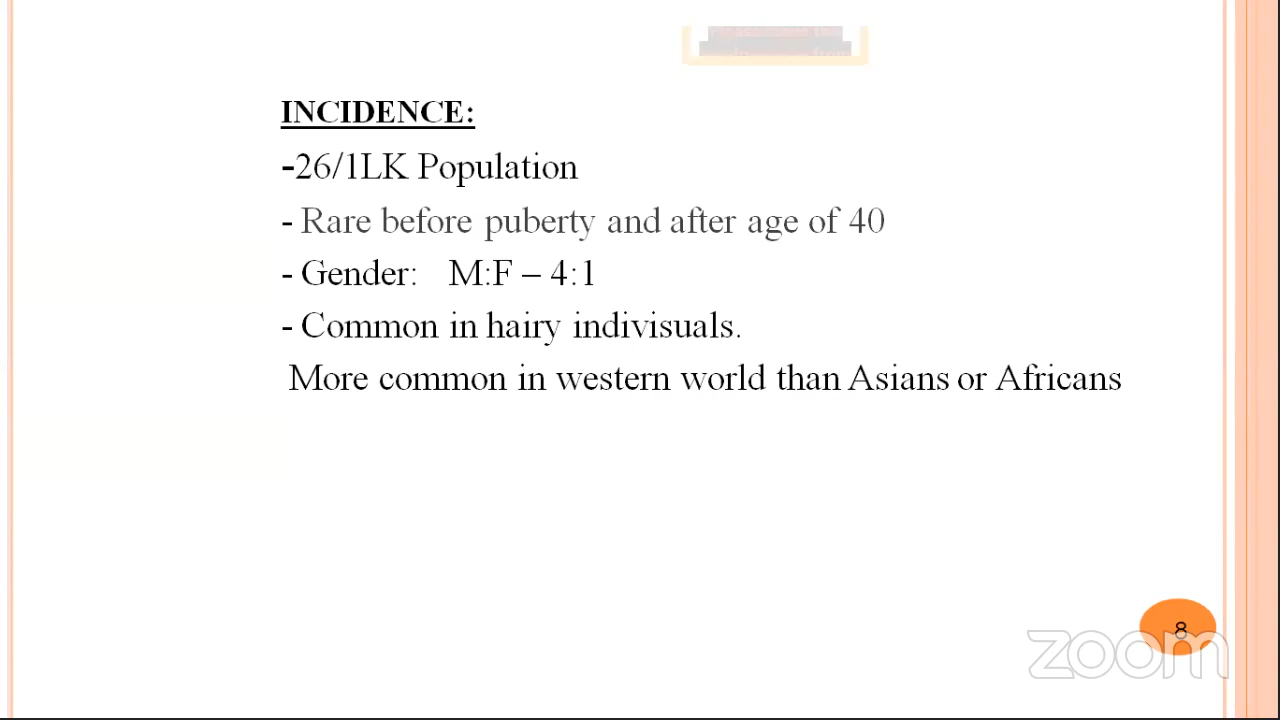 INCIDENCE:
-26/1LK Population
- Rare before puberty and after age of 40
- Gender: M:F – 4:1
- Common in hairy indivisuals.
More common in western world than Asians or Africans
8
zoom